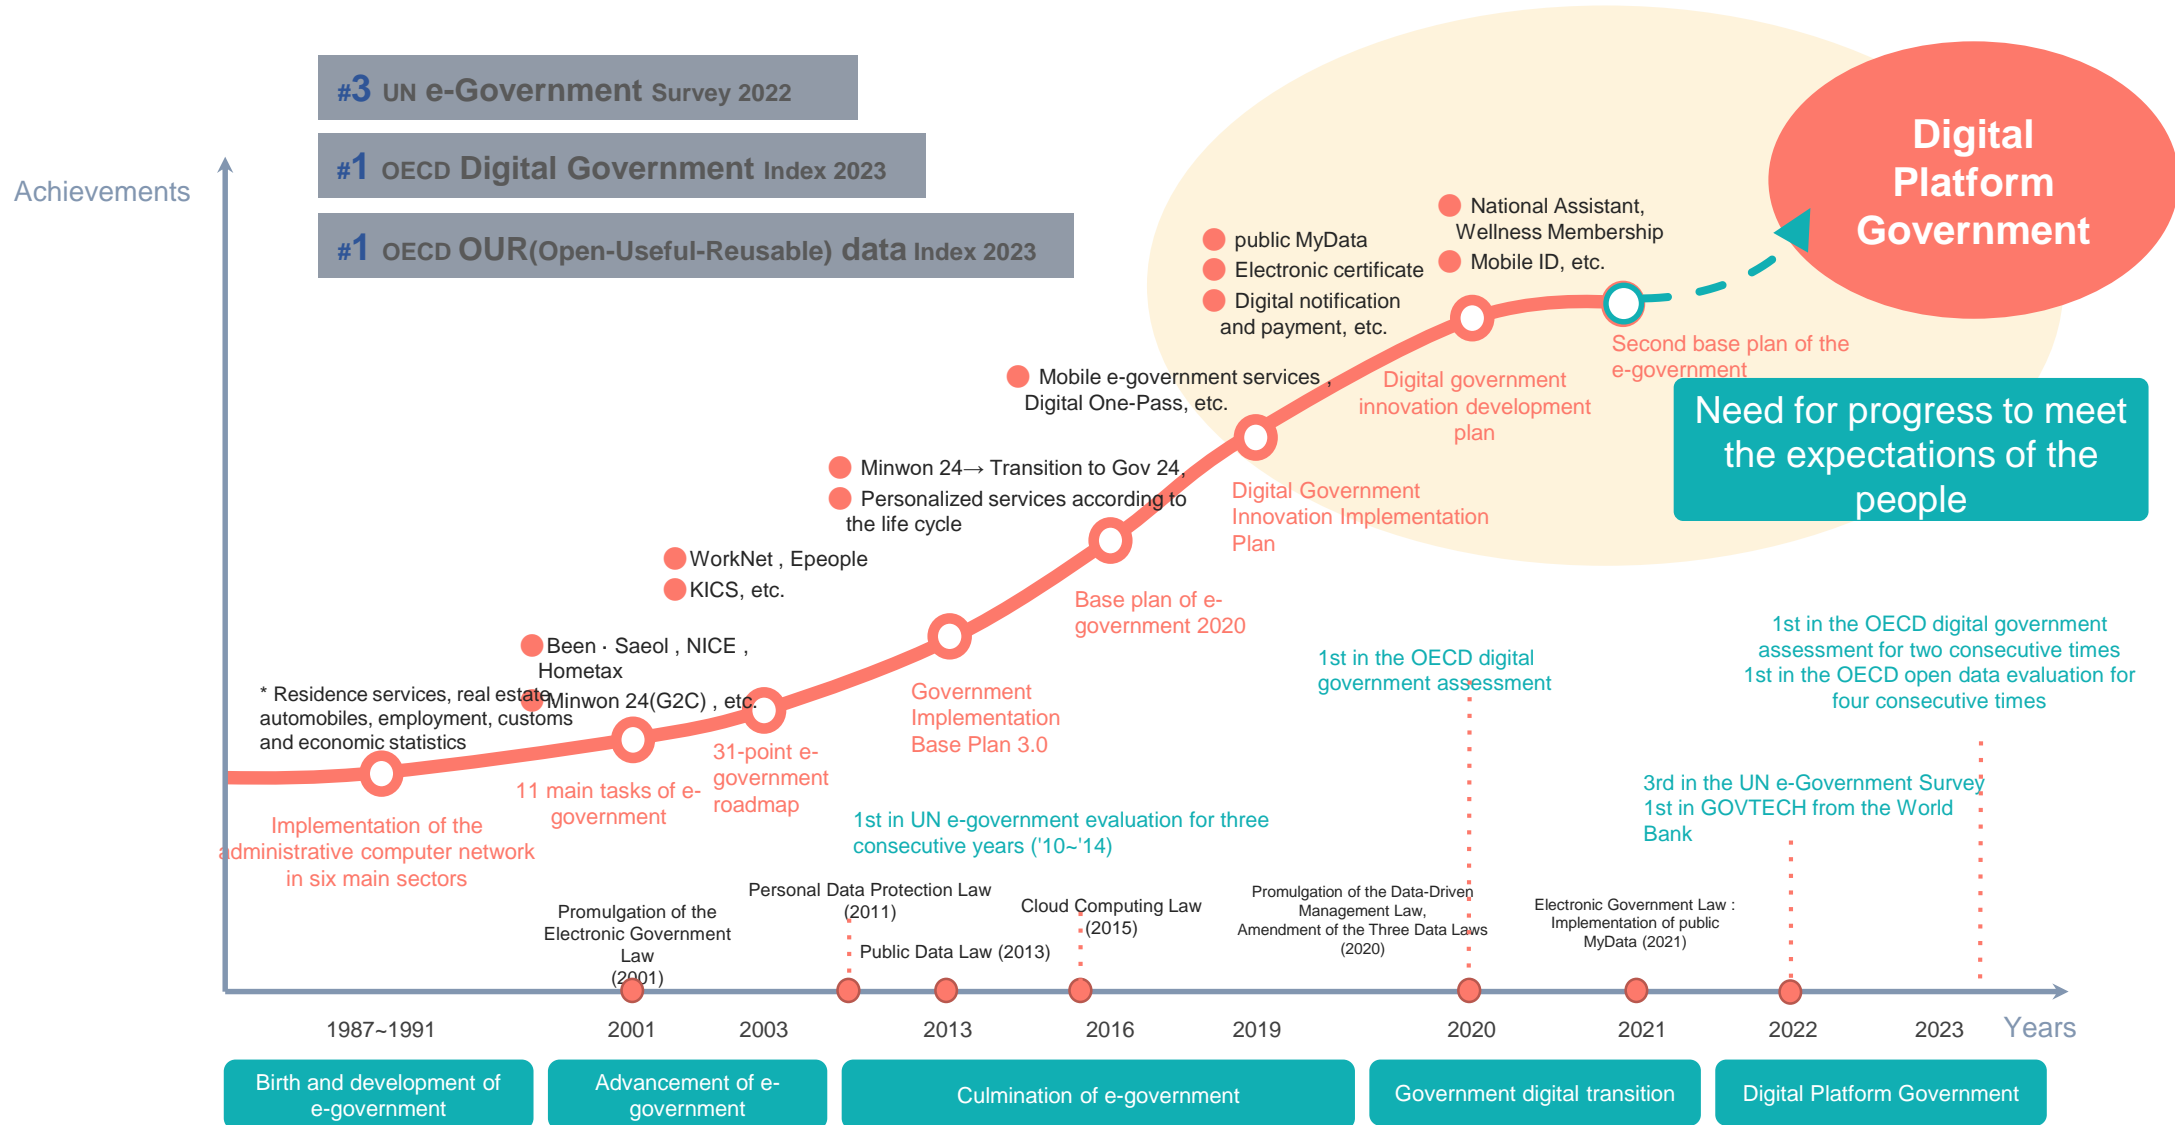 #3 UN e-Government Survey 2022
#1 OECD Digital Government Index 2023
#1 OECD OUR(Open-Useful-Reusable) data Index 2023
Achievements
Digital
Platform
Government
National Assistant,
Wellness Membership
Mobile ID, etc.
public MyData
Electronic certificate
Digital notification
and payment, etc.
Second base plan of the
e-government
Mobile e-government services ,
Digital One-Pass, etc.
Digital government
innovation development
plan
Need for progress to meet
the expectations of the
people
Minwon 24→ Transition to Gov 24,
Personalized services according to
the life cycle
Digital Government
Innovation Implementation
Plan
WorkNet , Epeople
KICS, etc.
Base plan of e-
government 2020
Been · Saeol , NICE ,
Hometax
Minwon 24(G2C) , etc.
* Residence services, real estate
automobiles, employment, customs
and economic statistics
Government
Implementation
Base Plan 3.0
31-point e-
government
roadmap
11 main tasks of e-
government
Implementation of the
administrative computer network
in six main sectors
1st in the OECD digital
government assessment
1st in the OECD digital government
assessment for two consecutive times
1st in the OECD open data evaluation for
four consecutive times
3rd in the UN e-Government Survey
1st in GOVTECH from the World
Bank
1st in UN e-government evaluation for three
consecutive years ('10~'14)
Promulgation of the
Electronic Government
Law
(2001)
Personal Data Protection Law
(2011)
Public Data Law (2013)
Cloud Computing Law
(2015)
Promulgation of the Data-Driven
Management Law,
Amendment of the Three Data Laws
(2020)
Electronic Government Law :
Implementation of public
MyData (2021)
1987~1991
2001
2003
2013
2016
2019
2020
2021
2022
2023
Years
Birth and development of
e-government
Advancement of e-
government
Culmination of e-government
Government digital transition
Digital Platform Government